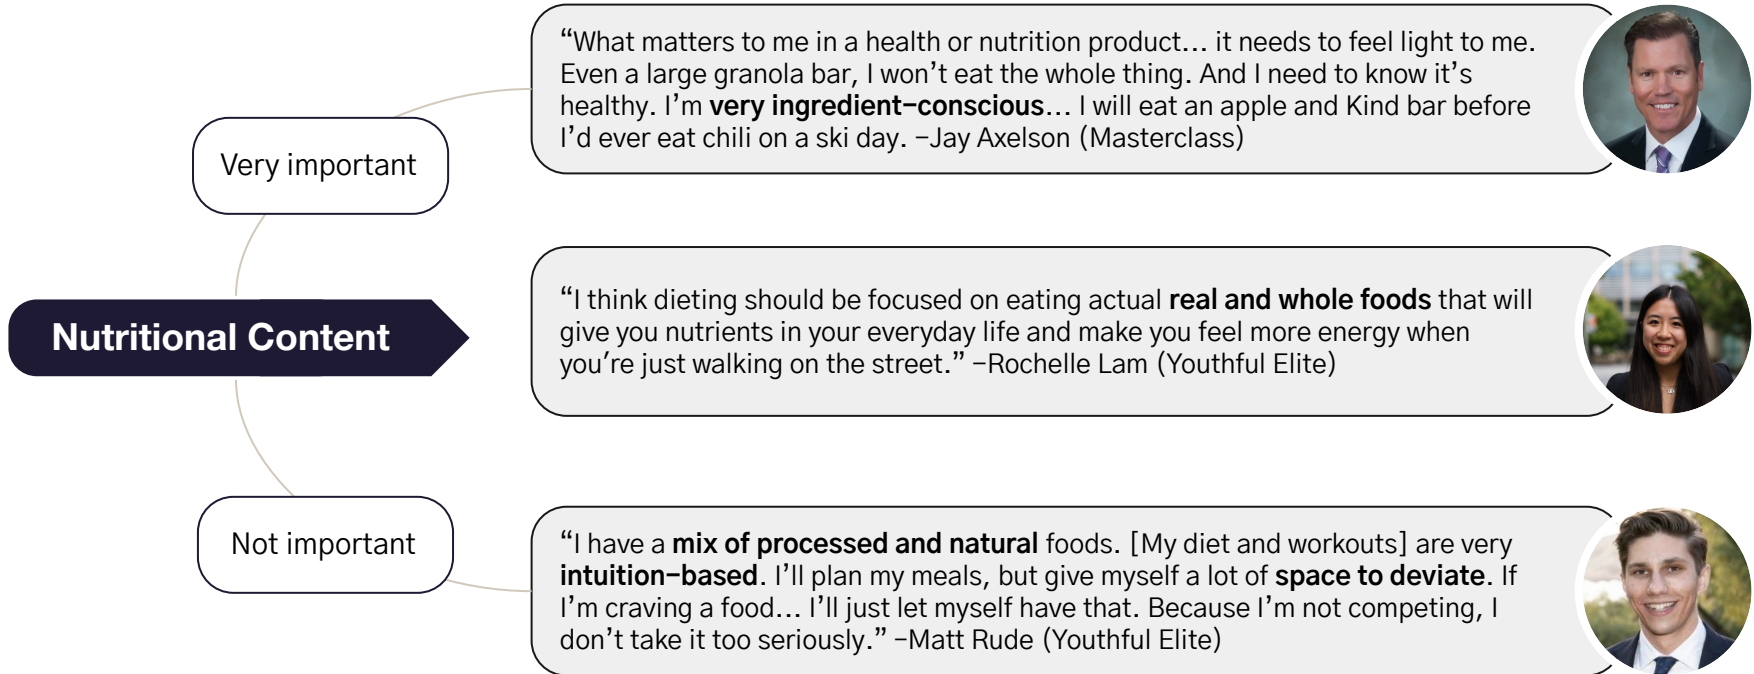 “What matters to me in a health or nutrition product... it needs to feel light to me.
Even a large granola bar, I won’t eat the whole thing. And I need to know it’s
healthy. I’m very ingredient-conscious... I will eat an apple and Kind bar before
I’d ever eat chili on a ski day. -Jay Axelson (Masterclass)
Very important
Nutritional Content
“I think dieting should be focused on eating actual real and whole foods that will
give you nutrients in your everyday life and make you feel more energy when
you're just walking on the street.” -Rochelle Lam (Youthful Elite)
Not important
“I have a mix of processed and natural foods. [My diet and workouts] are very
intuition-based. I’ll plan my meals, but give myself a lot of space to deviate. If
I’m craving a food... I’ll just let myself have that. Because I’m not competing, I
don’t take it too seriously.” -Matt Rude (Youthful Elite)